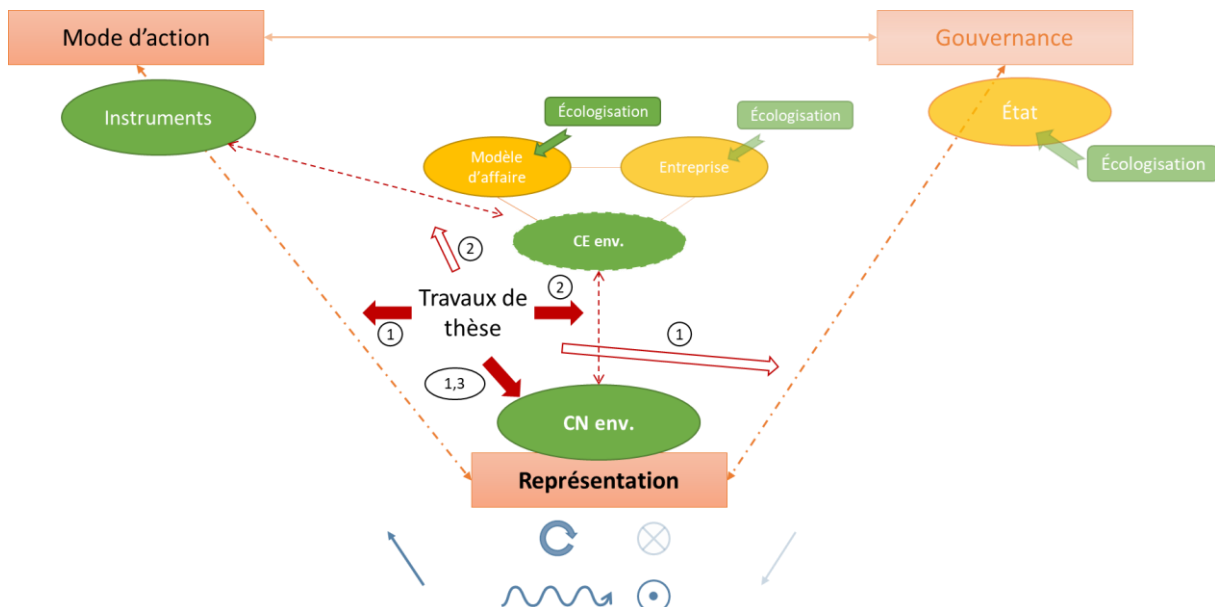 Mode d’action
Gouvernance
Instruments
Écologisation
Écologisation
État
Modèle
d’affaire
Entreprise
Écologisation
CE env.
2
2
Travaux de
thèse
1
1
1,3
CN env.
Représentation